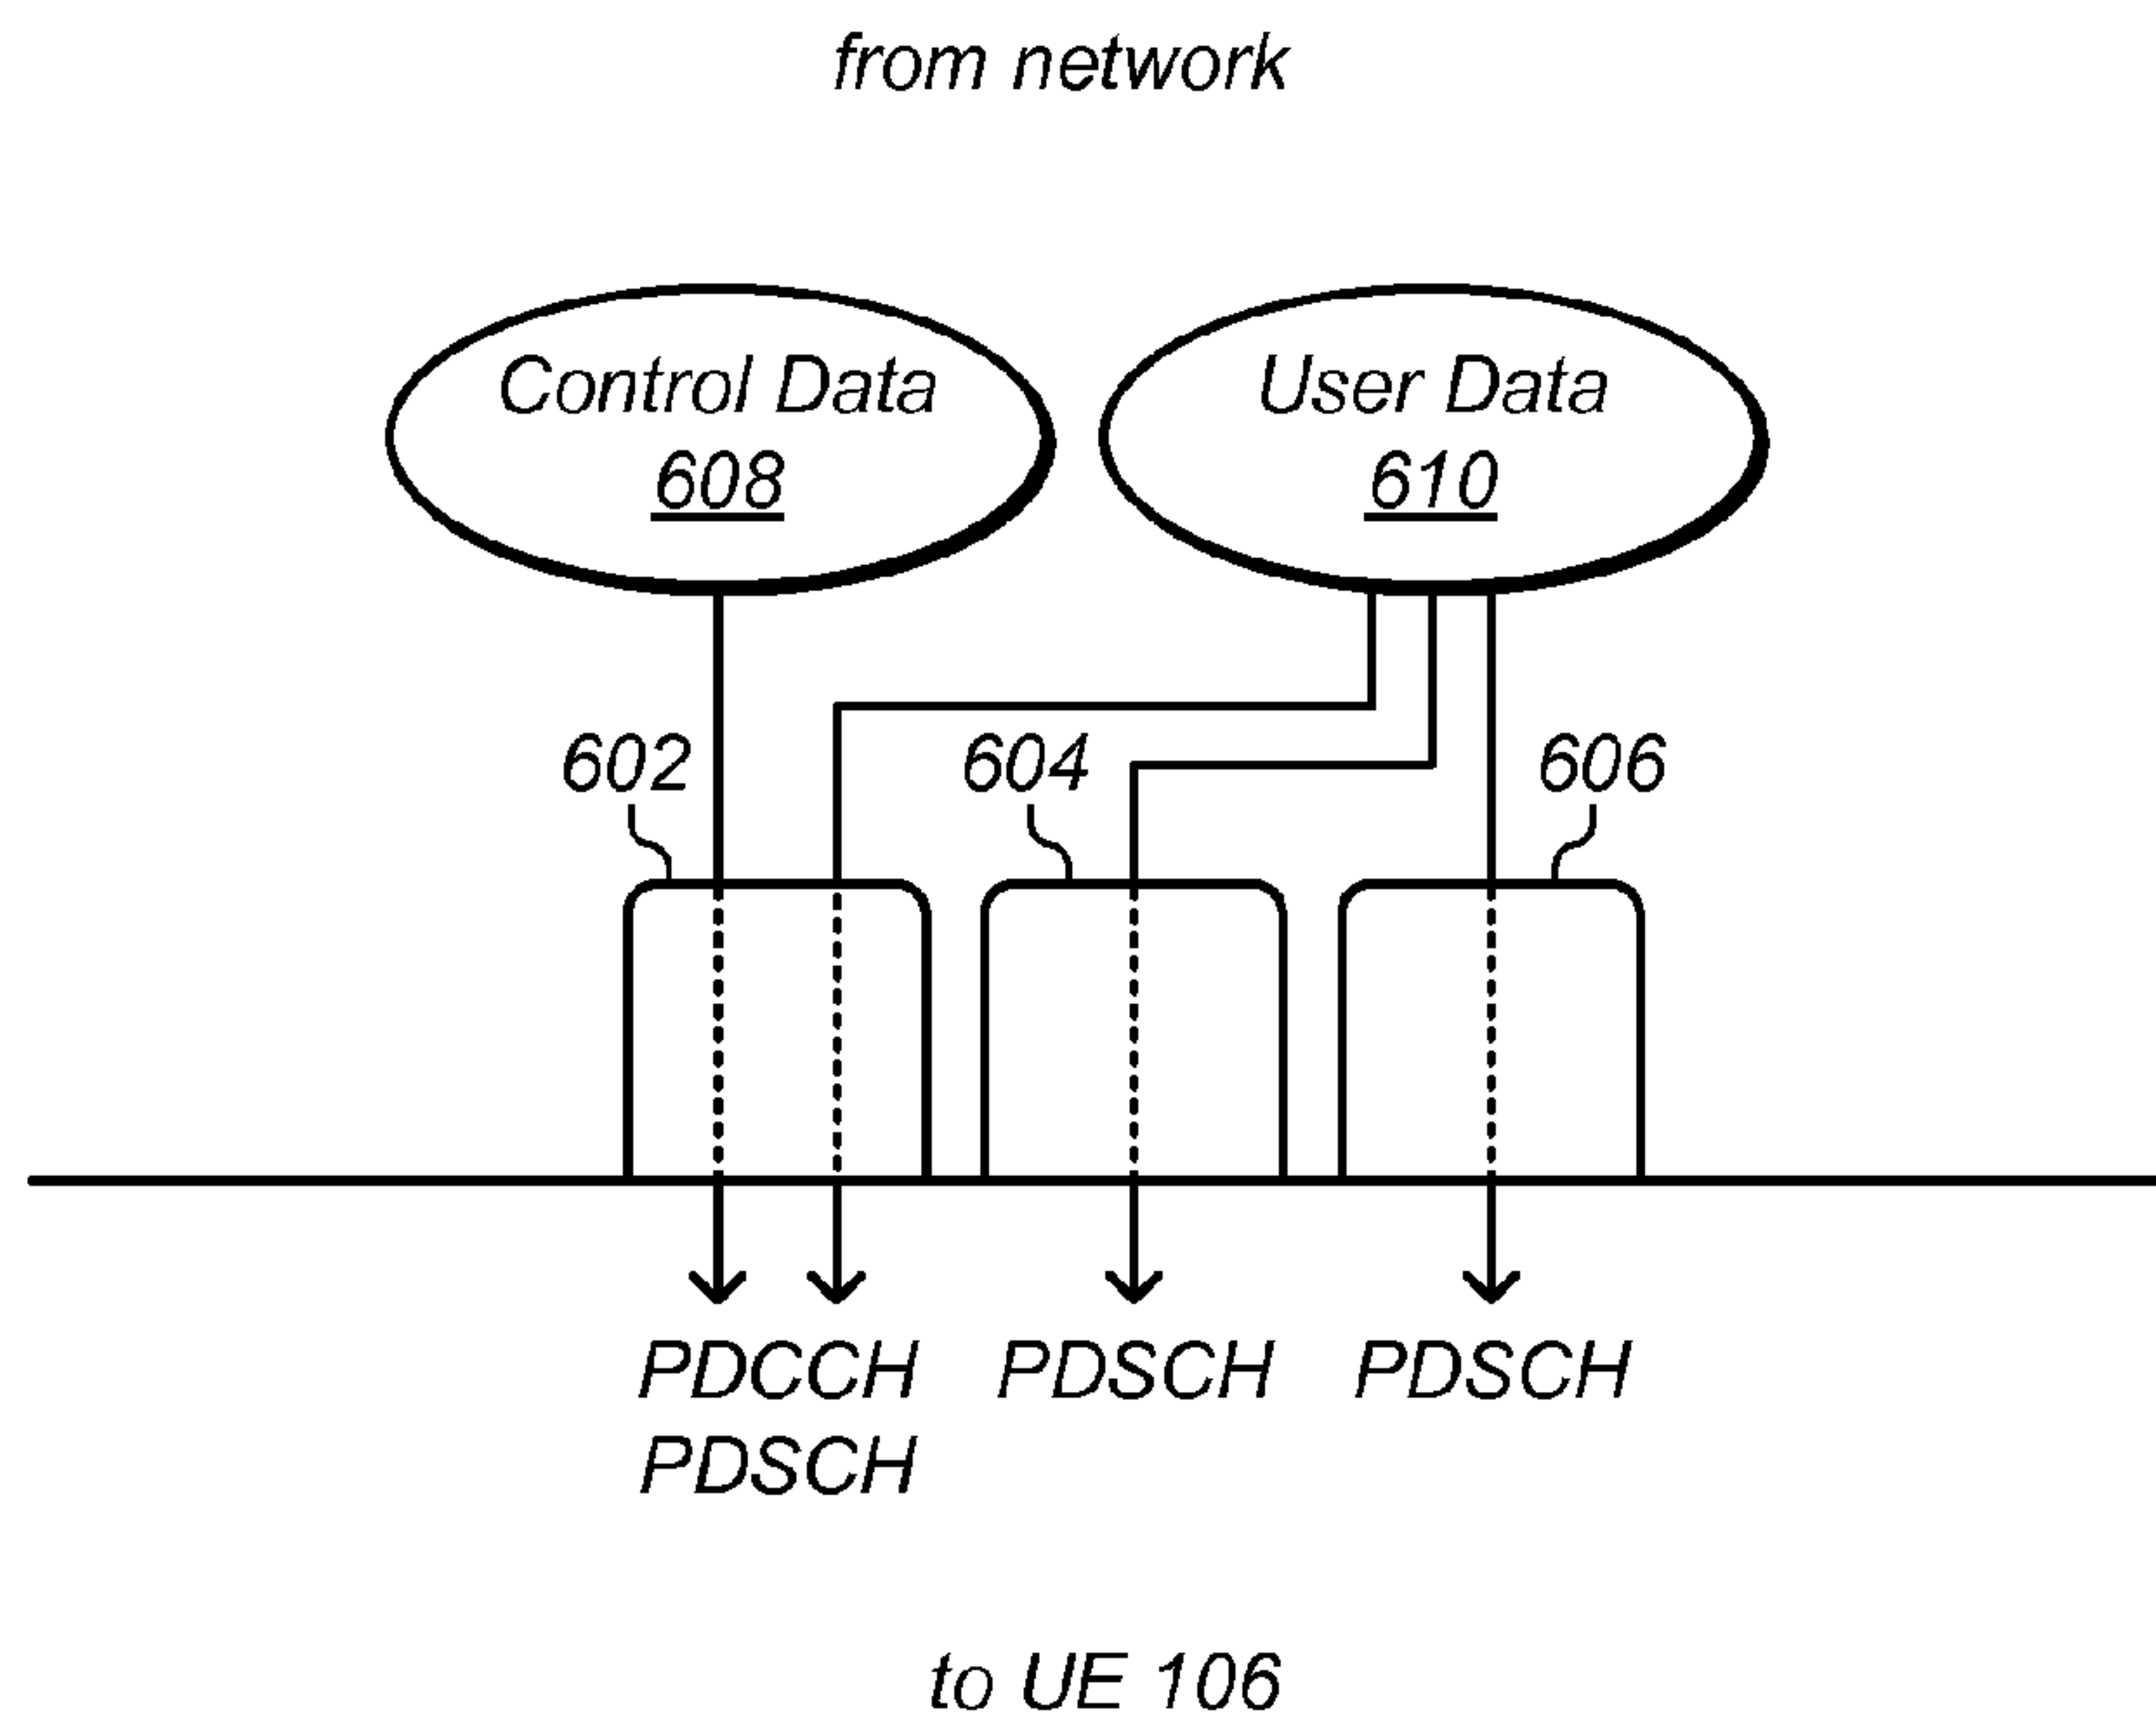 from network
Control Data
608
User Data
610
602
604
606
PDCCH
PDSCH
PDSCH
PDSCH
to UE 106